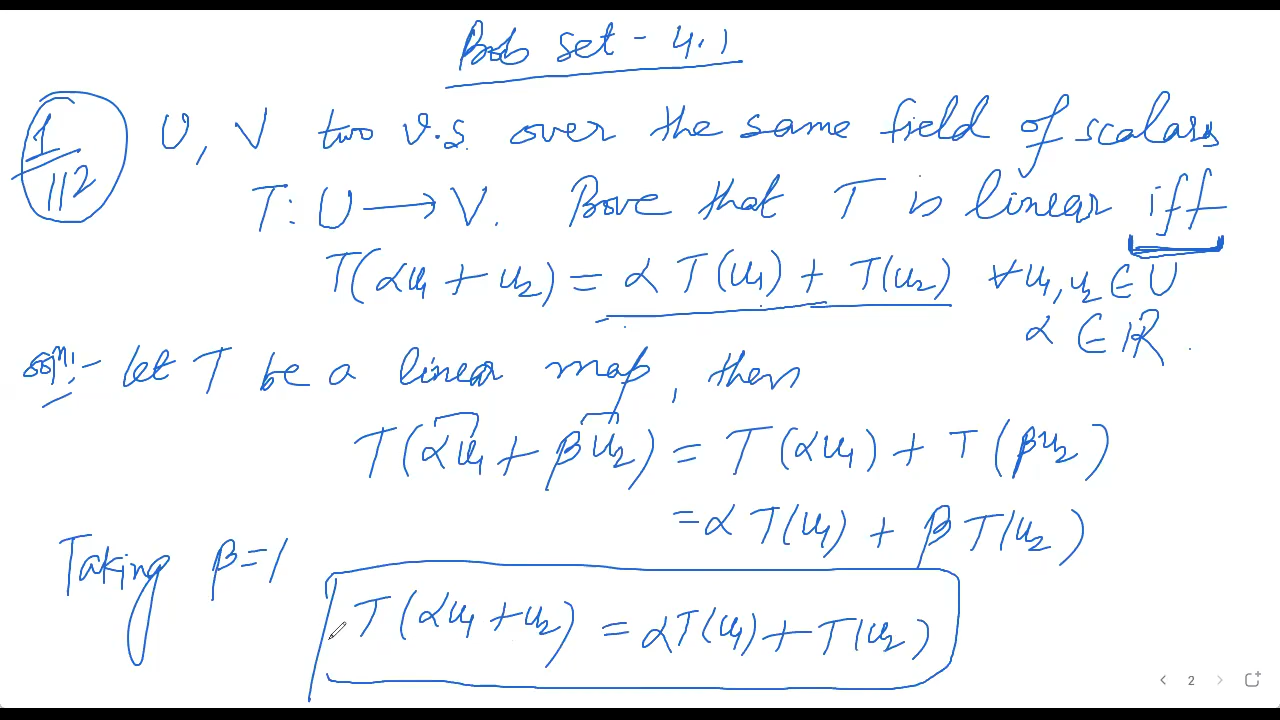 Prob set - 4.1
1/112 U, V two v.s. over the same field of scalars
T: U → V. Prove that T is linear iff
T(αu₁ + u₂) = α T(u₁) + T(u₂) ∀ u₁, u₂ ∈ U
α ∈ ℝ.
solⁿ:- let T be a linear map, then
T(αu₁ + βu₂) = T(αu₁) + T(βu₂)
= α T(u₁) + β T(u₂)
Taking β=1
T(αu₁ + u₂) = αT(u₁) + T(u₂)
2